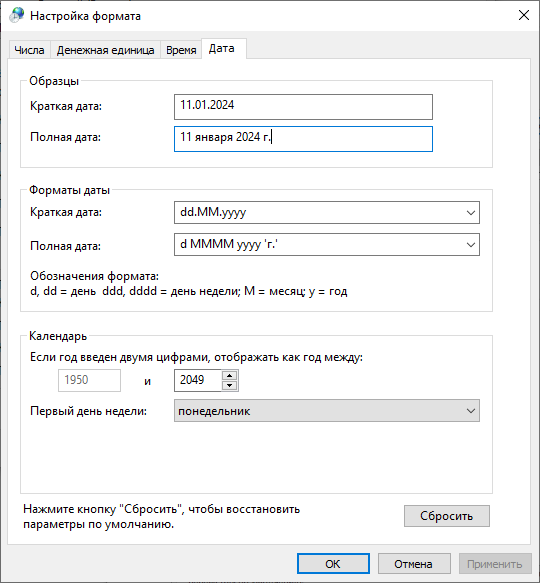 Настройка формата
Числа Денежная единица Время Дата
Образцы
Краткая дата: 11.01.2024
Полная дата: 11 января 2024 г.
Форматы даты
Краткая дата: dd.MM.yyyy
Полная дата: d MMMM yyyy 'г.'
Обозначения формата:
d, dd = день  ddd, dddd = день недели; M = месяц; y = год
Календарь
Если год введен двумя цифрами, отображать как год между:
1950 и 2049
Первый день недели: понедельник
Нажмите кнопку "Сбросить", чтобы восстановить
параметры по умолчанию.
Сбросить
OK Отмена Применить